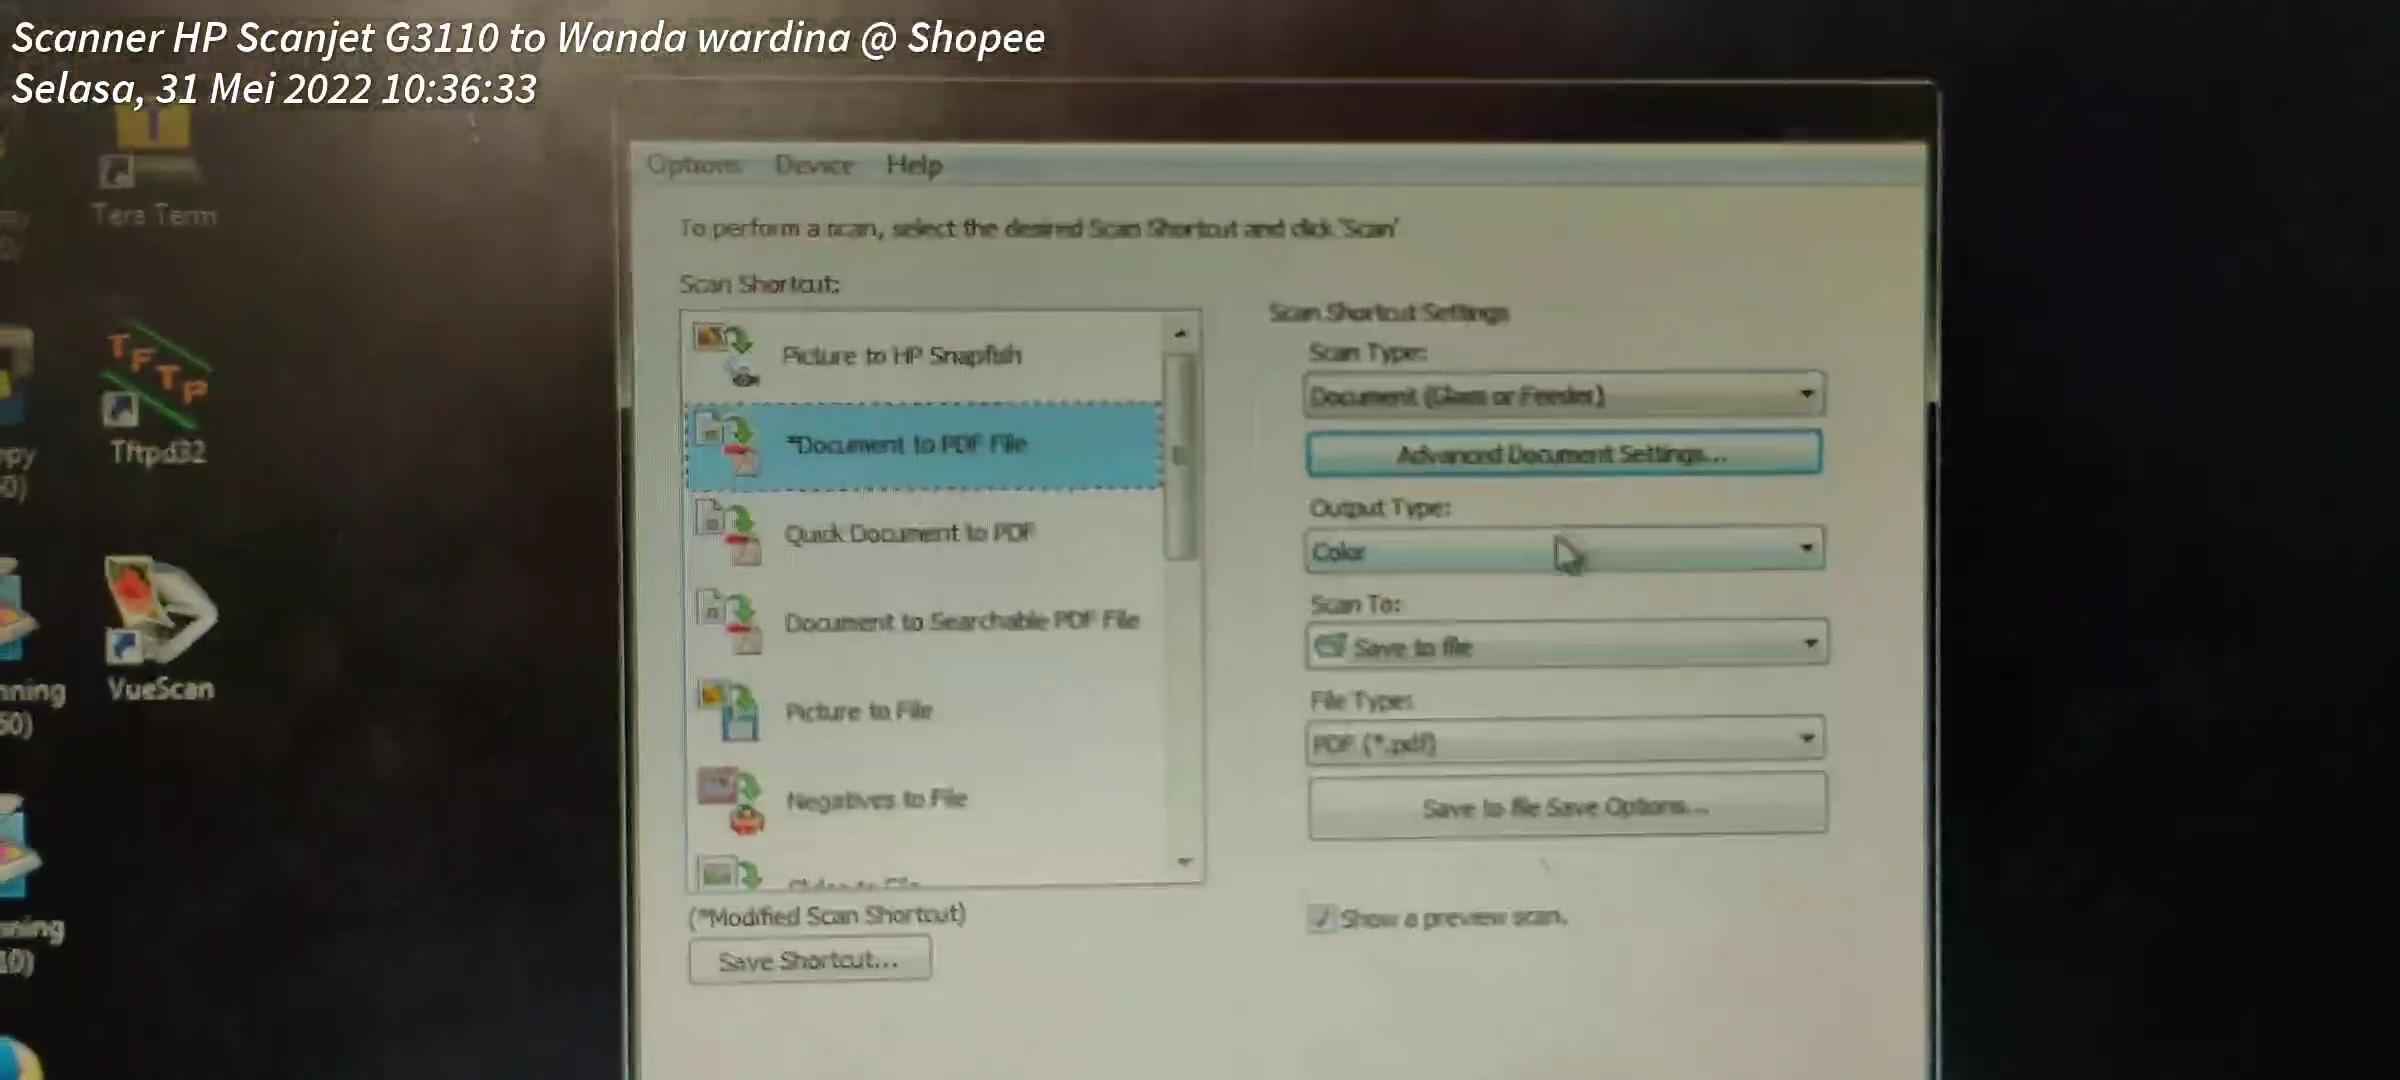 Scanner HP Scanjet G3110 to Wanda wardina @ Shopee
Selasa, 31 Mei 2022 10:36:33
Tera Term
Tftpd32
VueScan
Options Device Help
To perform a scan, select the desired Scan Shortcut and click 'Scan'
Scan Shortcut:
Picture to HP Snapfish
*Document to PDF File
Quick Document to PDF
Document to Searchable PDF File
Picture to File
Negatives to File
(*Modified Scan Shortcut)
Save Shortcut...
Scan Shortcut Settings
Scan Type:
Document (Glass or Feeder)
Advanced Document Settings...
Output Type:
Color
Scan To:
Save to file
File Type:
PDF (*.pdf)
Save to file Save Options...
Show a preview scan.